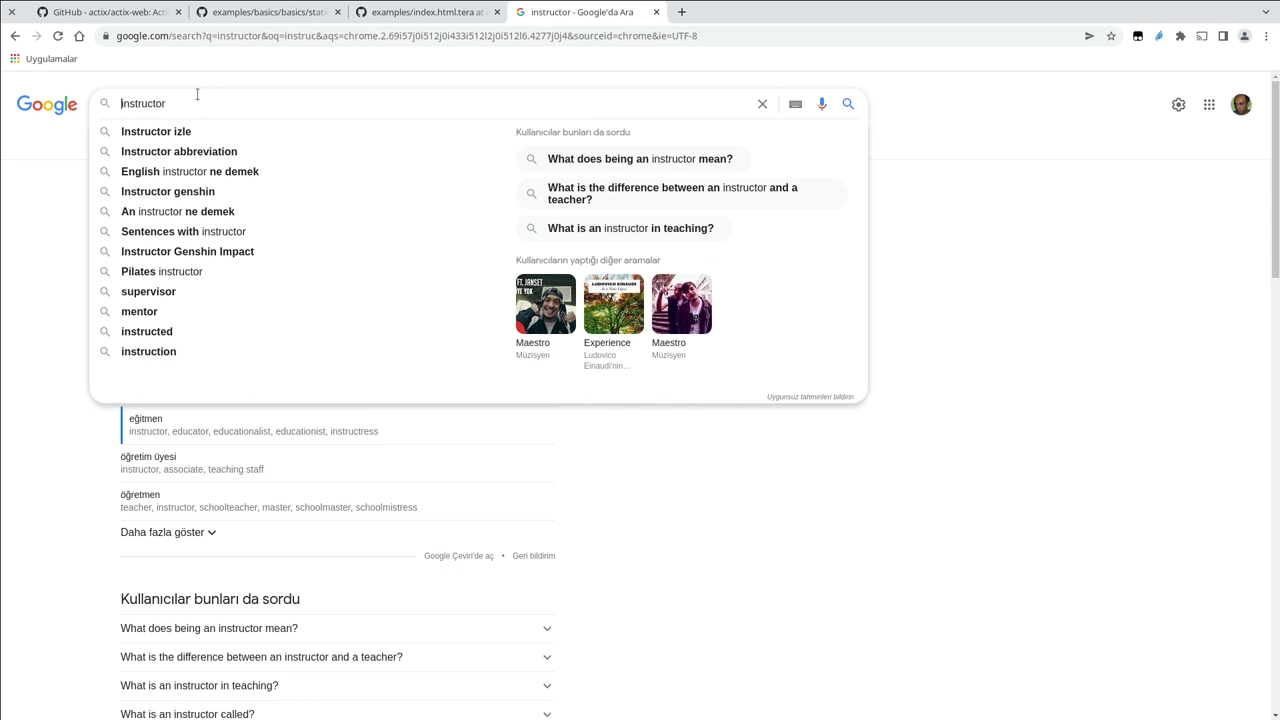 GitHub - actix/actix-web: Acti
examples/basics/basics/stati
examples/index.html.tera at
instructor - Google'da Ara
google.com/search?q=instructor&oq=instruc&aqs=chrome.2.69i57j0i512j0i433i512l2j0i512l6.4277j0j4&sourceid=chrome&ie=UTF-8
Uygulamalar
Google
instructor
Instructor izle
Instructor abbreviation
English instructor ne demek
Instructor genshin
An instructor ne demek
Sentences with instructor
Instructor Genshin Impact
Pilates instructor
supervisor
mentor
instructed
instruction
Kullanıcılar bunları da sordu
What does being an instructor mean?
What is the difference between an instructor and a
teacher?
What is an instructor in teaching?
Kullanıcıların yaptığı diğer aramalar
FT. JANSET
YE YOK
LUDOVICO EINAUDI
Maestro
Müzisyen
Experience
Ludovico
Einaudi'nin...
Maestro
Müzisyen
Uygunsuz tahminleri bildirin
eğitmen
instructor, educator, educationalist, educationist, instructress
öğretim üyesi
instructor, associate, teaching staff
öğretmen
teacher, instructor, schoolteacher, master, schoolmaster, schoolmistress
Daha fazla göster
Google Çeviri'de aç • Geri bildirim
Kullanıcılar bunları da sordu
What does being an instructor mean?
What is the difference between an instructor and a teacher?
What is an instructor in teaching?
What is an instructor called?